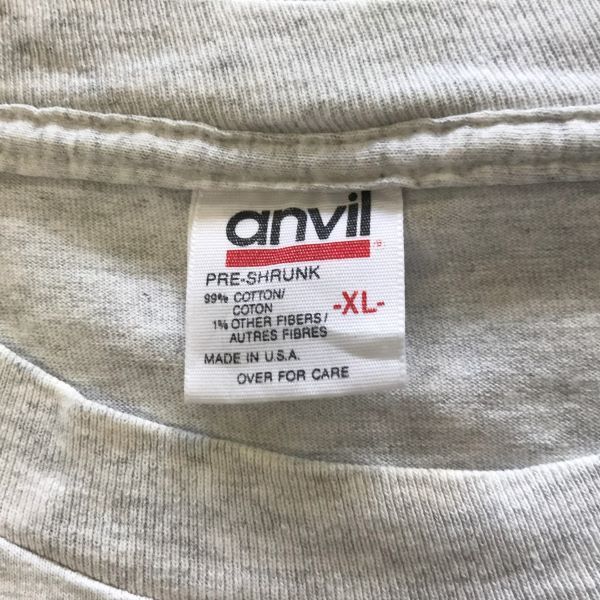 anvil
PRE-SHRUNK
99% COTTON/
COTON
1% OTHER FIBERS/
AUTRES FIBRES
-XL-
MADE IN U.S.A.
OVER FOR CARE